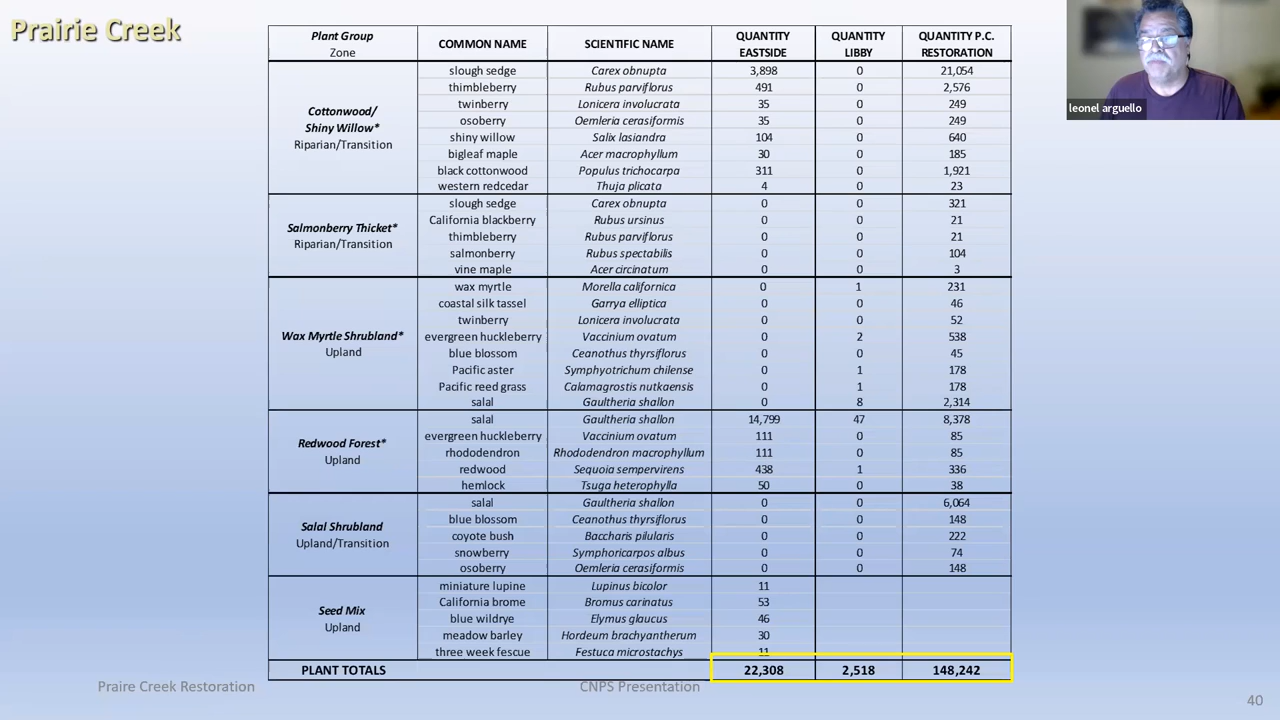 Prairie Creek
leonel arguello
Plant Group
Zone
COMMON NAME
SCIENTIFIC NAME
QUANTITY
EASTSIDE
QUANTITY
LIBBY
QUANTITY P.C.
RESTORATION
Cottonwood/
Shiny Willow*
Riparian/Transition
slough sedge Carex obnupta 3,898 0 21,054
thimbleberry Rubus parviflorus 491 0 2,576
twinberry Lonicera involucrata 35 0 249
osoberry Oemleria cerasiformis 35 0 249
shiny willow Salix lasiandra 104 0 640
bigleaf maple Acer macrophyllum 30 0 185
black cottonwood Populus trichocarpa 311 0 1,921
western redcedar Thuja plicata 4 0 23
Salmonberry Thicket*
Riparian/Transition
slough sedge Carex obnupta 0 0 321
California blackberry Rubus ursinus 0 0 21
thimbleberry Rubus parviflorus 0 0 21
salmonberry Rubus spectabilis 0 0 104
vine maple Acer circinatum 0 0 3
Wax Myrtle Shrubland*
Upland
wax myrtle Morella californica 0 1 231
coastal silk tassel Garrya elliptica 0 0 46
twinberry Lonicera involucrata 0 0 52
evergreen huckleberry Vaccinium ovatum 0 2 538
blue blossom Ceanothus thyrsiflorus 0 0 45
Pacific aster Symphyotrichum chilense 0 1 178
Pacific reed grass Calamagrostis nutkaensis 0 1 178
salal Gaultheria shallon 0 8 2,314
Redwood Forest*
Upland
salal Gaultheria shallon 14,799 47 8,378
evergreen huckleberry Vaccinium ovatum 111 0 85
rhododendron Rhododendron macrophyllum 111 0 85
redwood Sequoia sempervirens 438 1 336
hemlock Tsuga heterophylla 50 0 38
Salal Shrubland
Upland/Transition
salal Gaultheria shallon 0 0 6,064
blue blossom Ceanothus thyrsiflorus 0 0 148
coyote bush Baccharis pilularis 0 0 222
snowberry Symphoricarpos albus 0 0 74
osoberry Oemleria cerasiformis 0 0 148
Seed Mix
Upland
miniature lupine Lupinus bicolor 11
California brome Bromus carinatus 53
blue wildrye Elymus glaucus 46
meadow barley Hordeum brachyantherum 30
three week fescue Festuca microstachys 11
PLANT TOTALS 22,308 2,518 148,242
Praire Creek Restoration
CNPS Presentation
40